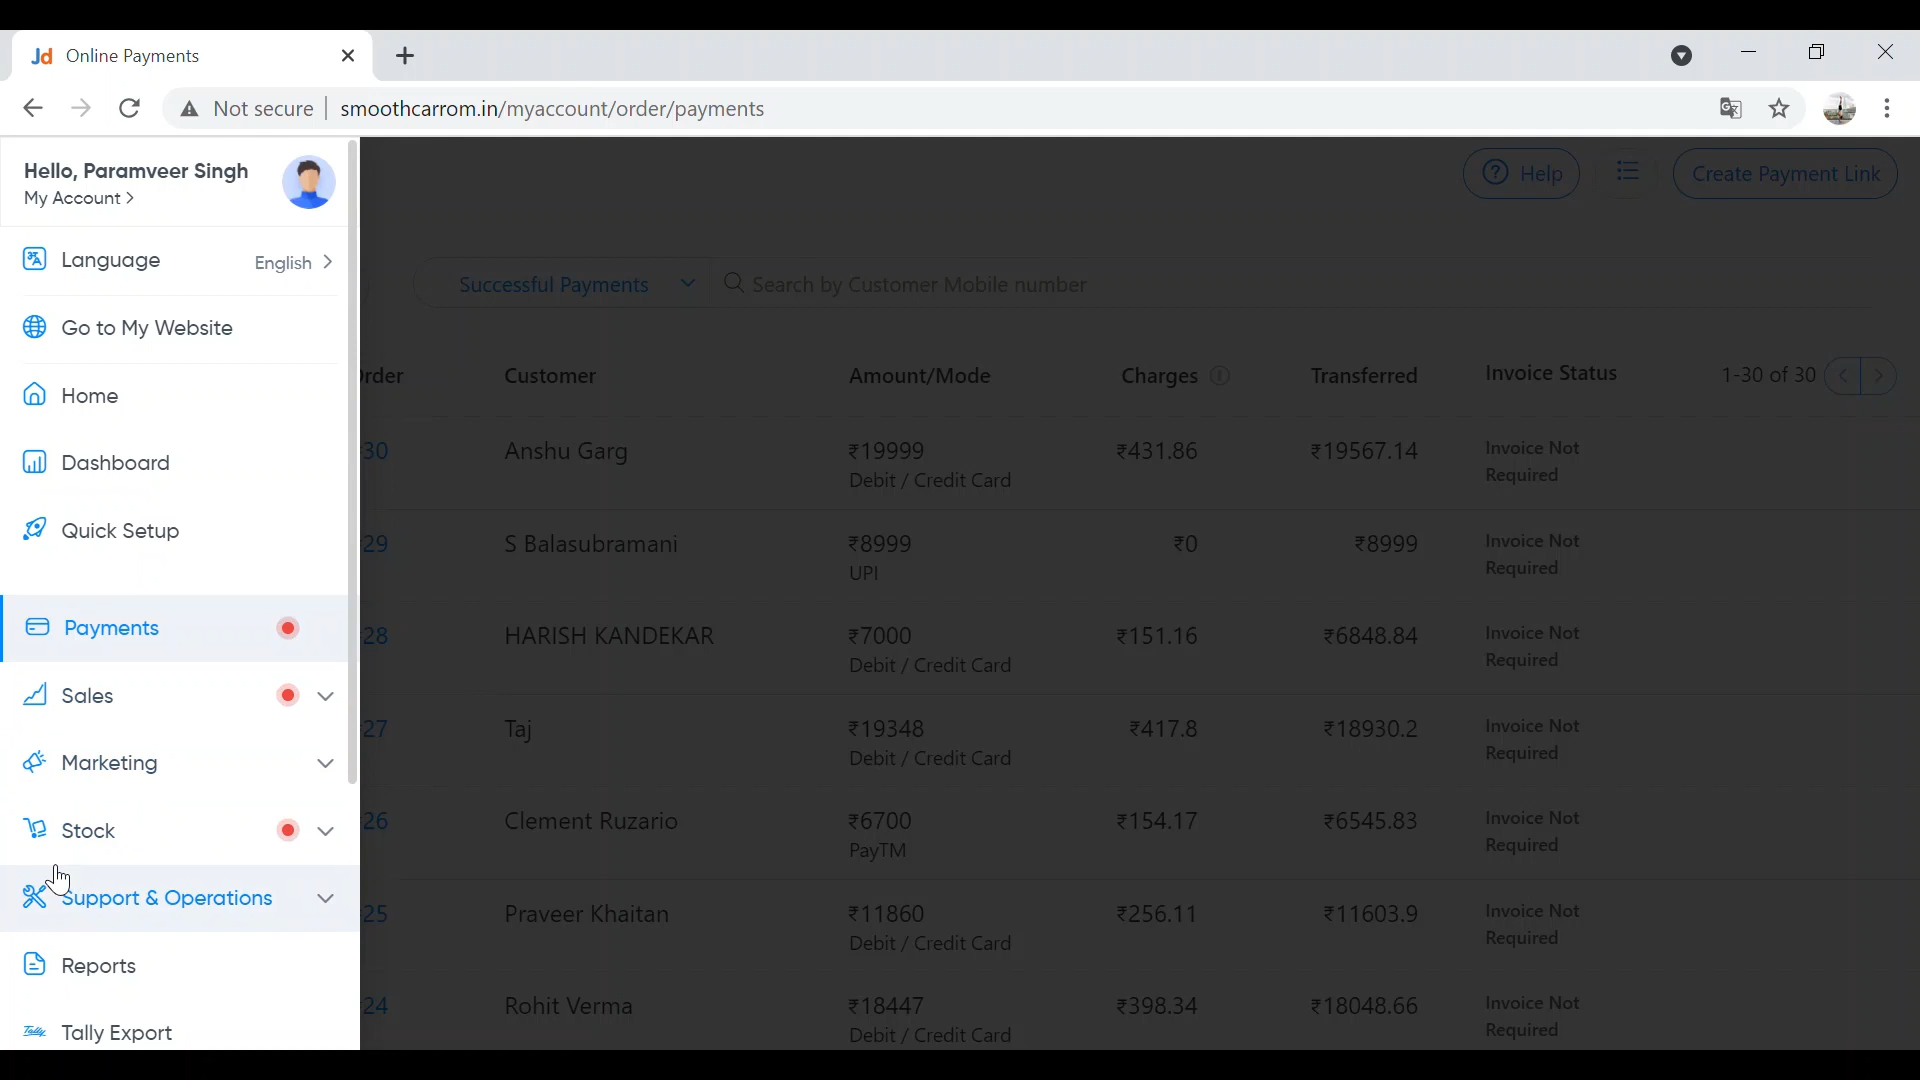 Jd Online Payments
Not secure smoothcarrom.in/myaccount/order/payments
Hello, Paramveer Singh
My Account >
Language English
Go to My Website
Home
Dashboard
Quick Setup
Payments
Sales
Marketing
Stock
Support & Operations
Reports
Tally Tally Export
Help
Create Payment Link
Successful Payments Search by Customer Mobile number
rder Customer Amount/Mode Charges Transferred Invoice Status 1-30 of 30
30 Anshu Garg ₹19999 ₹431.86 ₹19567.14 Invoice Not
Debit / Credit Card Required
29 S Balasubramani ₹8999 ₹0 ₹8999 Invoice Not
UPI Required
28 HARISH KANDEKAR ₹7000 ₹151.16 ₹6848.84 Invoice Not
Debit / Credit Card Required
27 Taj ₹19348 ₹417.8 ₹18930.2 Invoice Not
Debit / Credit Card Required
26 Clement Ruzario ₹6700 ₹154.17 ₹6545.83 Invoice Not
PayTM Required
25 Praveer Khaitan ₹11860 ₹256.11 ₹11603.9 Invoice Not
Debit / Credit Card Required
24 Rohit Verma ₹18447 ₹398.34 ₹18048.66 Invoice Not
Debit / Credit Card Required